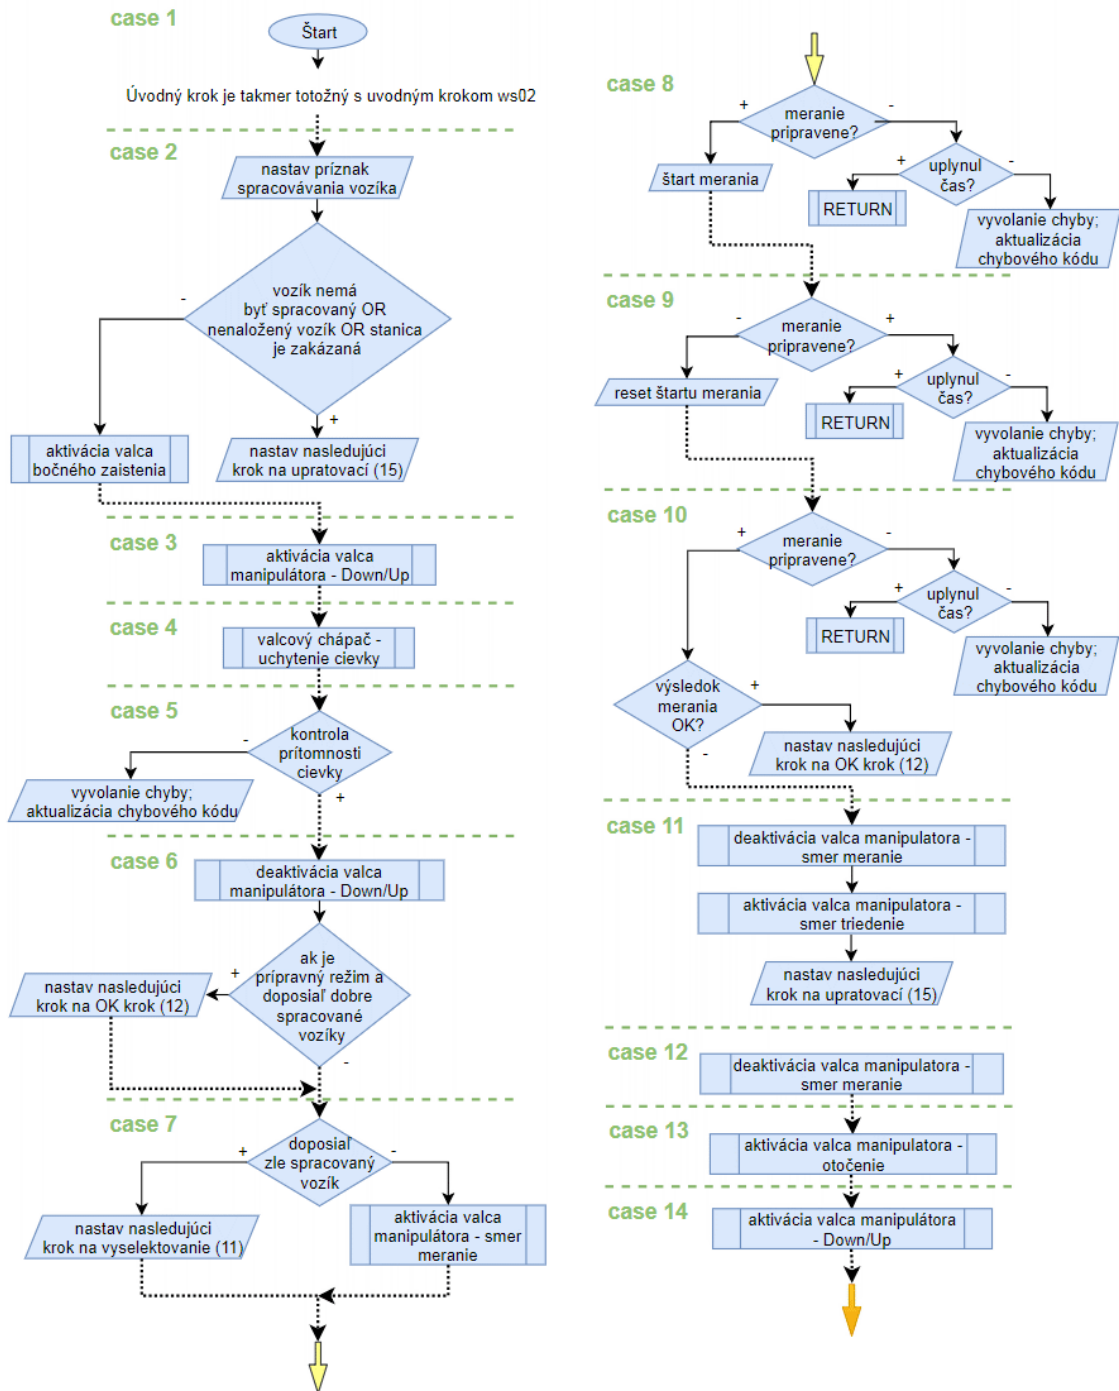 case 1
Štart
Úvodný krok je takmer totožný s uvodným krokom ws02
case 2
nastav príznak
spracovávania vozíka
vozík nemá
byť spracovaný OR
nenaložený vozík OR stanica
je zakázaná
-
+
aktivácia valca
bočného zaistenia
nastav nasledujúci
krok na upratovací (15)
case 3
aktivácia valca
manipulátora - Down/Up
case 4
valcový chápač -
uchytenie cievky
case 5
kontrola
prítomnosti
cievky
-
+
vyvolanie chyby;
aktualizácia chybového kódu
case 6
deaktivácia valca
manipulátora - Down/Up
ak je
prípravný režim a
doposiaľ dobre
spracované
vozíky
+
-
nastav nasledujúci
krok na OK krok (12)
case 7
doposiaľ
zle spracovaný
vozík
+
-
nastav nasledujúci
krok na vyselektovanie (11)
aktivácia valca
manipulátora - smer
meranie
case 8
meranie
pripravene?
+
-
štart merania
uplynul
čas?
+
-
RETURN
vyvolanie chyby;
aktualizácia
chybového kódu
case 9
meranie
pripravene?
-
+
reset štartu merania
uplynul
čas?
+
-
RETURN
vyvolanie chyby;
aktualizácia
chybového kódu
case 10
meranie
pripravene?
+
-
uplynul
čas?
+
-
RETURN
vyvolanie chyby;
aktualizácia
chybového kódu
výsledok
merania
OK?
+
-
nastav nasledujúci
krok na OK krok (12)
case 11
deaktivácia valca manipulatora -
smer meranie
aktivácia valca manipulatora -
smer triedenie
nastav nasledujúci
krok na upratovací (15)
case 12
deaktivácia valca manipulatora -
smer meranie
case 13
aktivácia valca manipulatora -
otočenie
case 14
aktivácia valca manipulátora
- Down/Up